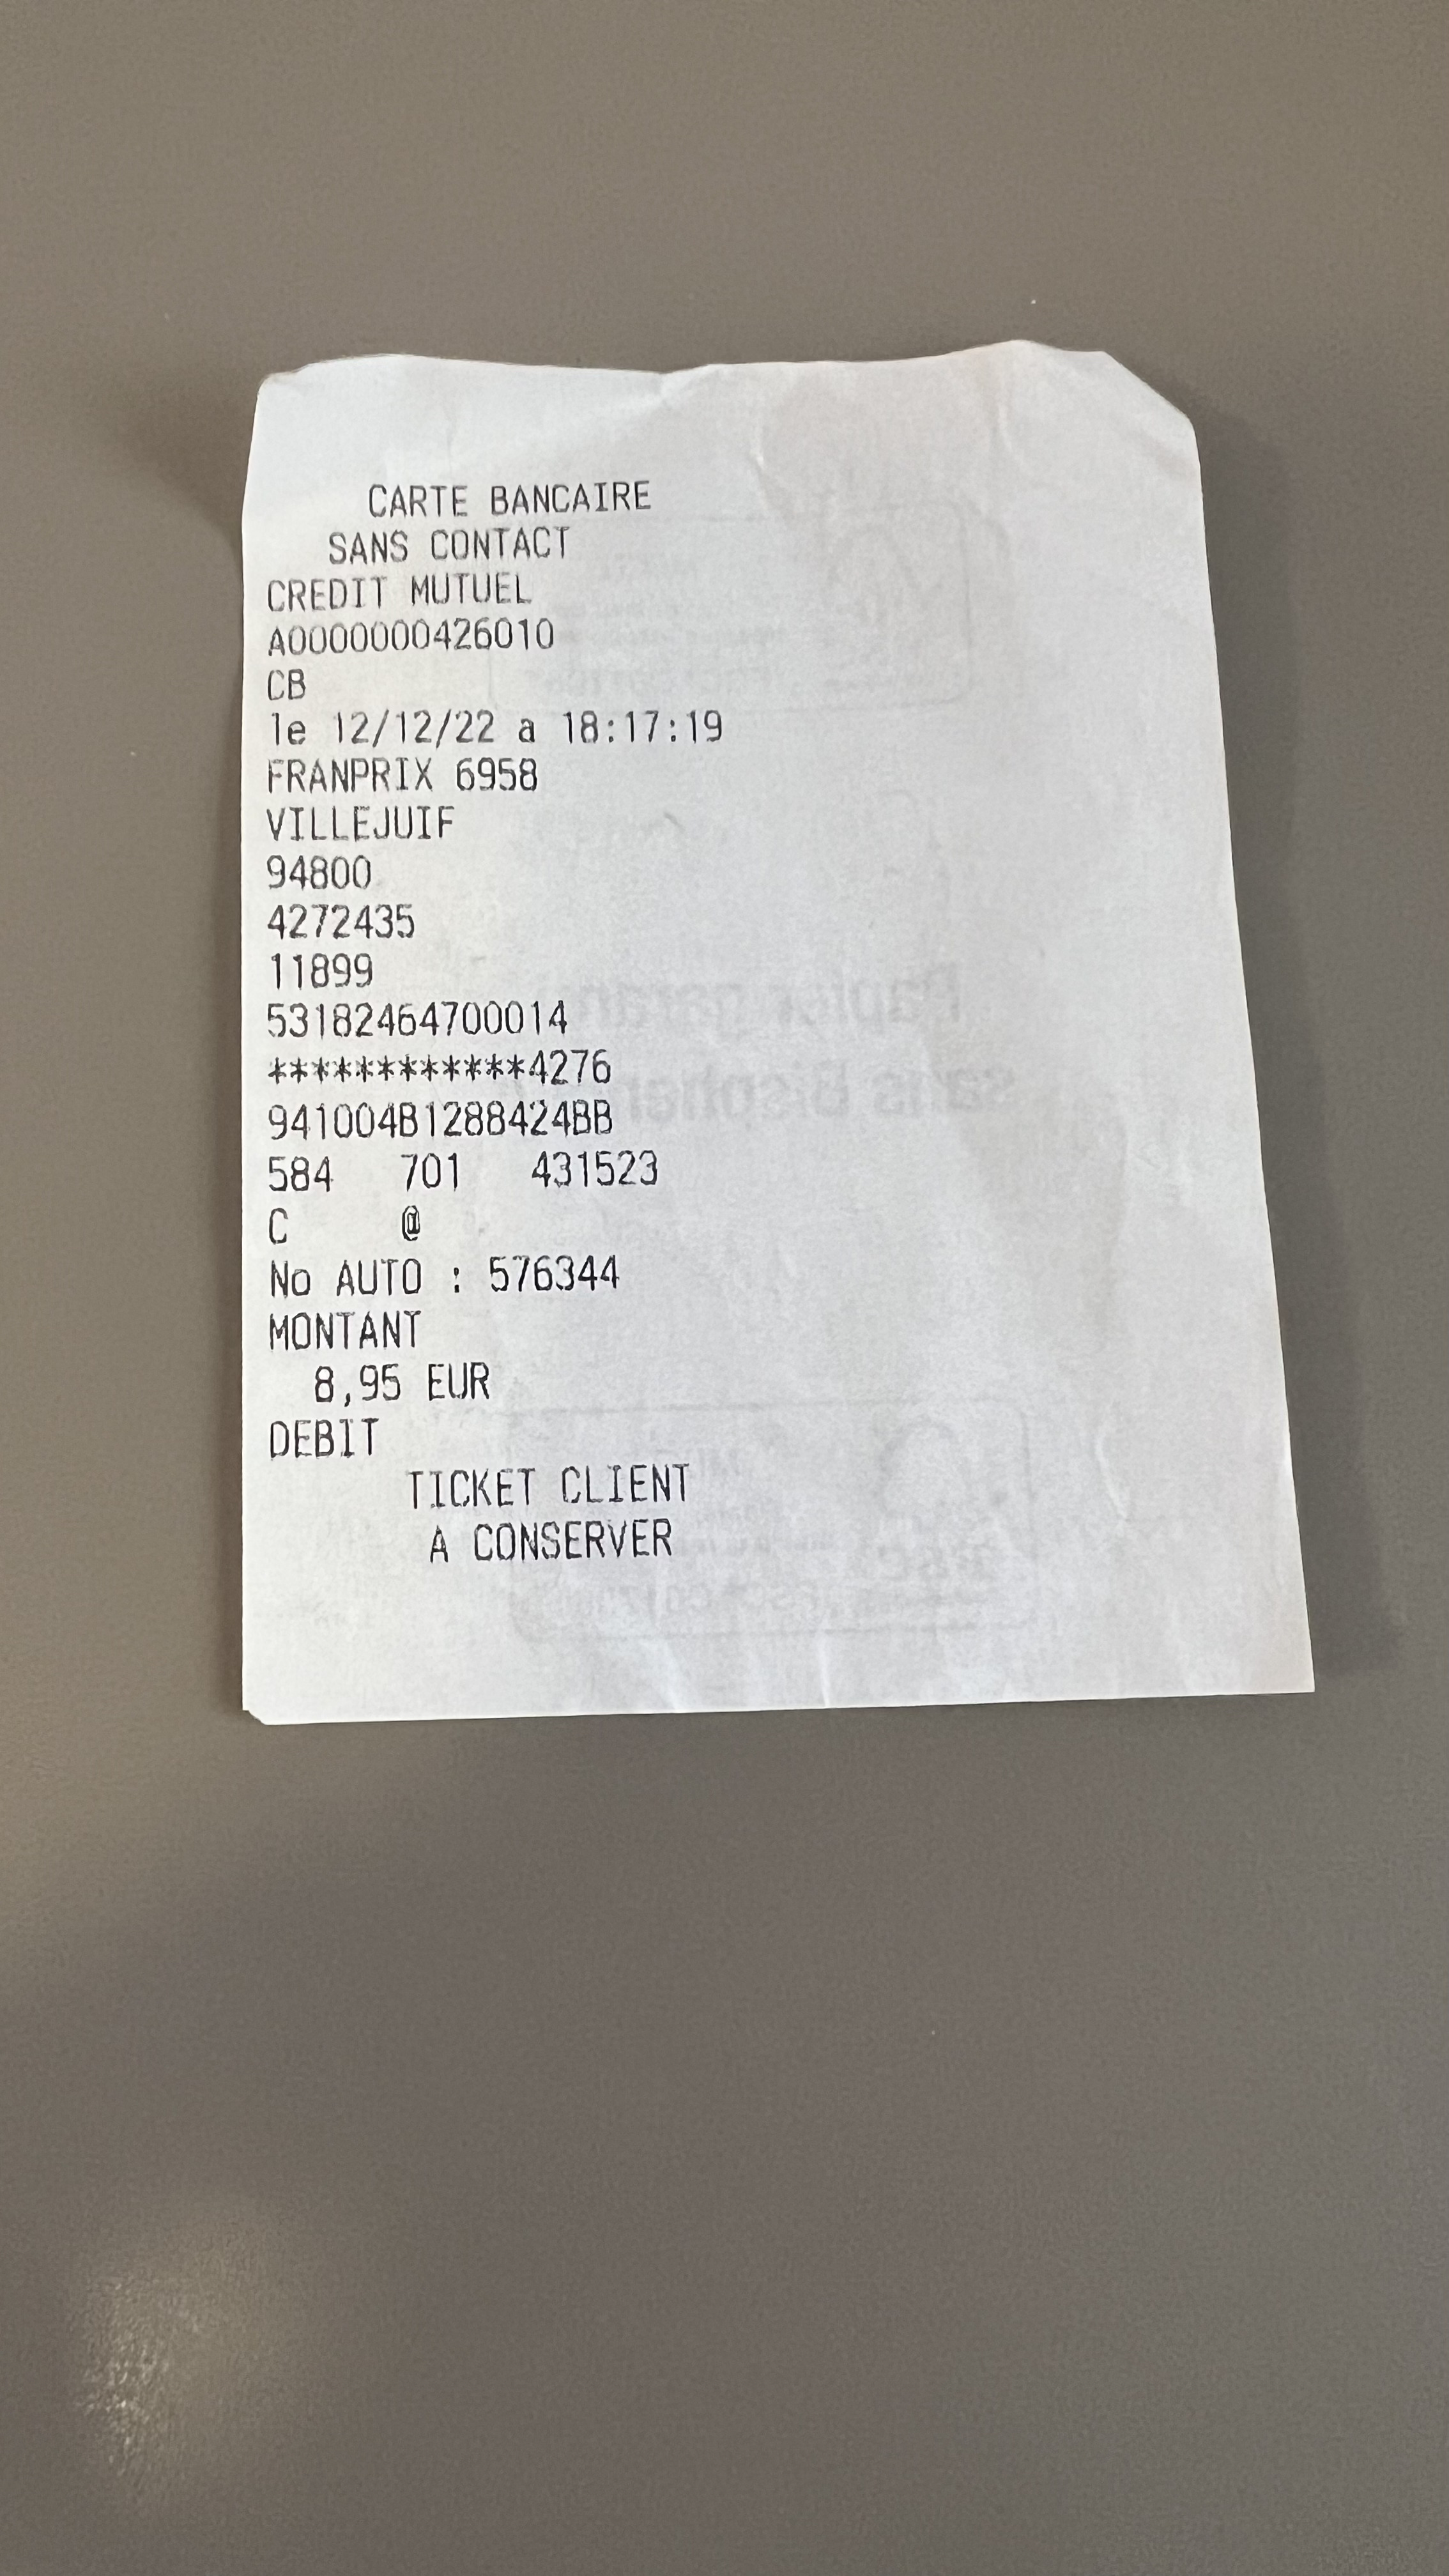 CARTE BANCAIRE
SANS CONTACT
CREDIT MUTUEL
A0000000426010
CB
le 12/12/22 a 18:17:19
FRANPRIX 6958
VILLEJUIF
94800
4272435
11899
53182464700014
************4276
941004B1288424BB
584 701 431523
C @
No AUTO : 576344
MONTANT
8,95 EUR
DEBIT
TICKET CLIENT
A CONSERVER